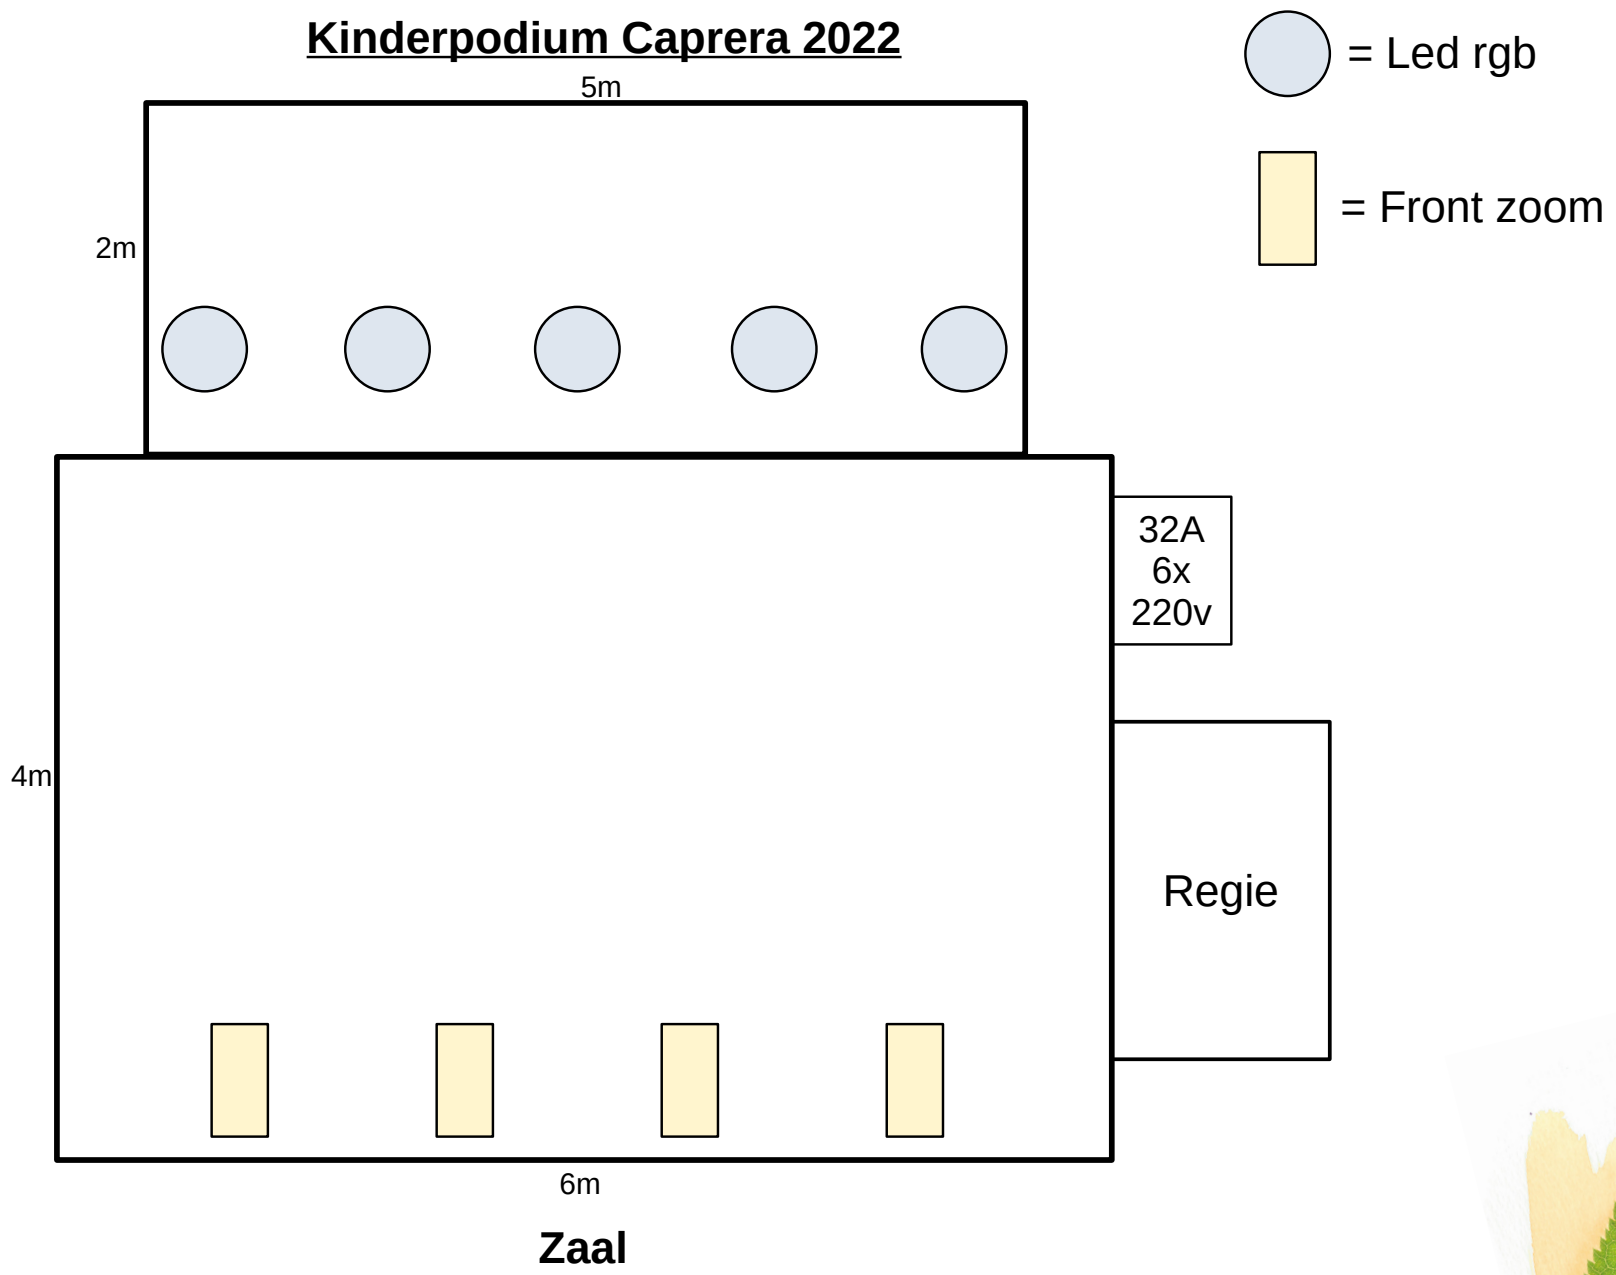 Kinderpodium Caprera 2022
= Led rgb
5m
2m
= Front zoom
32A
6x
220v
4m
Regie
6m
Zaal